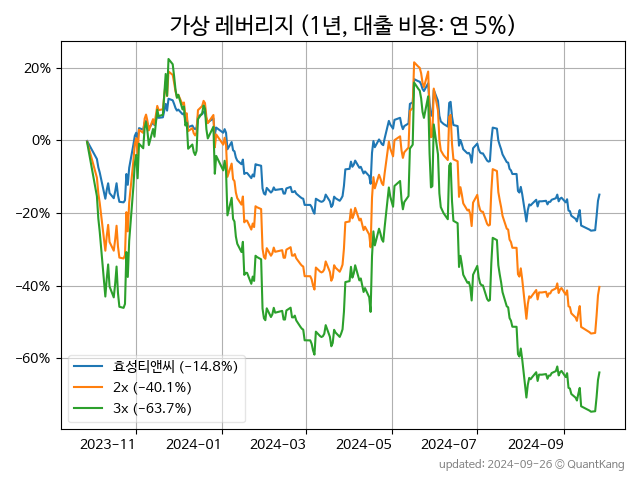 가상 레버리지 (1년, 대출 비용: 연 5%)
20%
0%
−20%
−40%
−60%
효성티앤씨 (−14.8%)
2x (−40.1%)
3x (−63.7%)
2023-11 2024-01 2024-03 2024-05 2024-07 2024-09
updated: 2024-09-26 © QuantKang